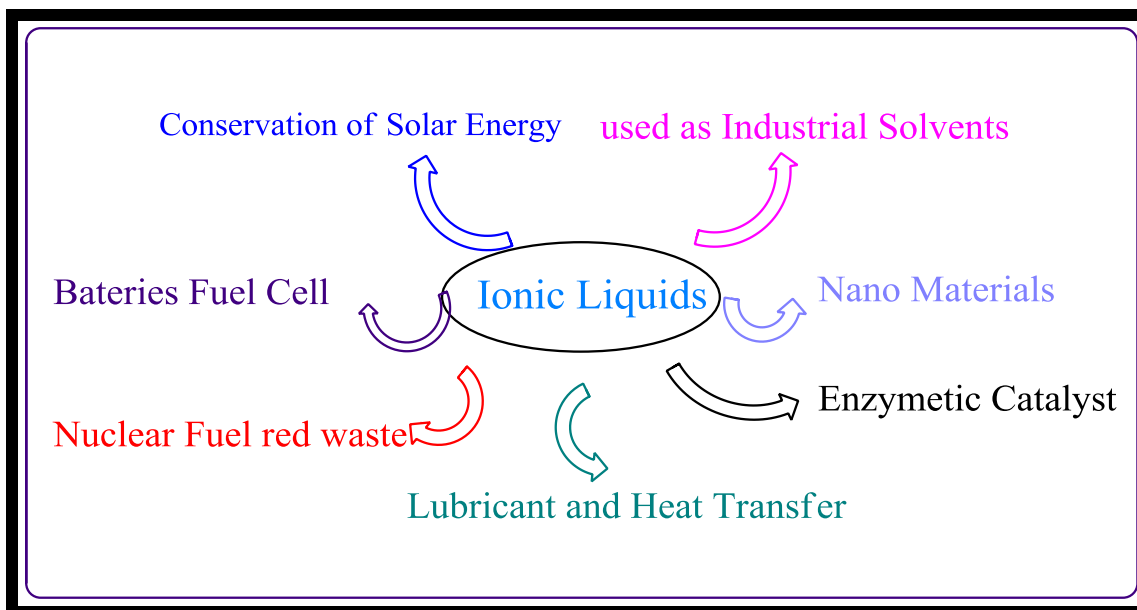 Conservation of Solar Energy
used as Industrial Solvents
Bateries Fuel Cell
Ionic Liquids
Nano Materials
Enzymetic Catalyst
Nuclear Fuel red waste
Lubricant and Heat Transfer